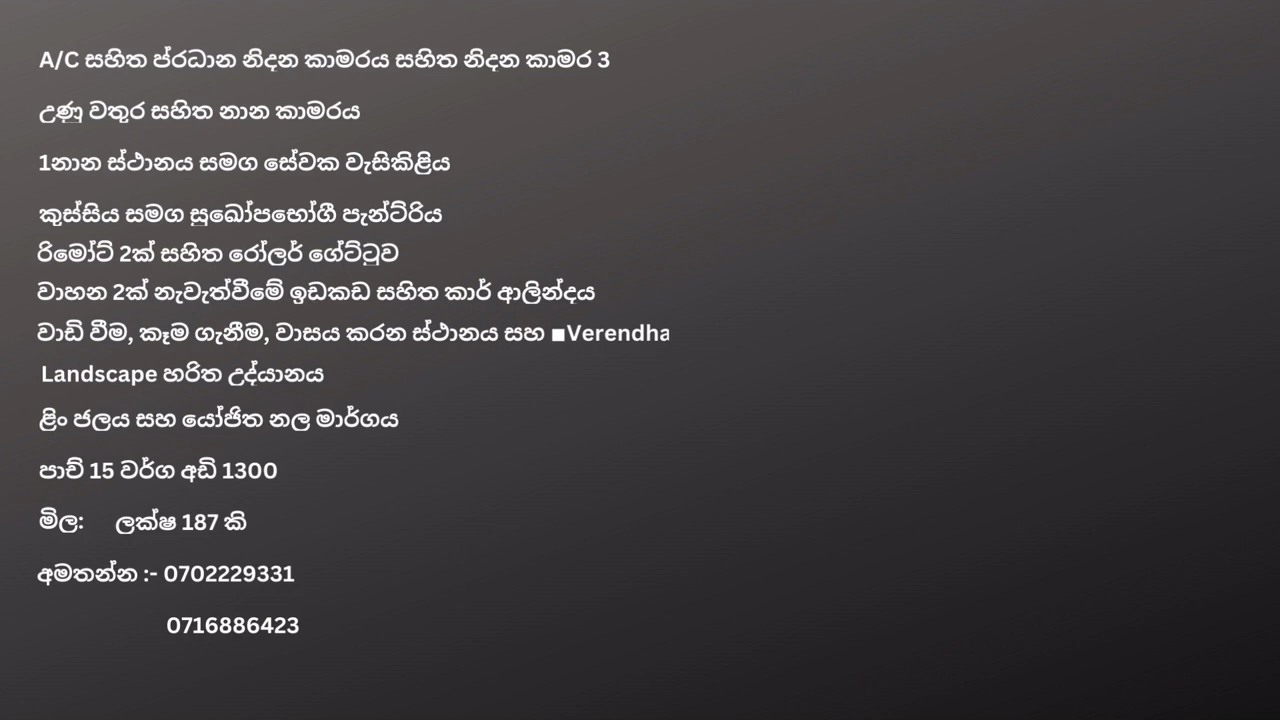 A/C සහිත ප්රධාන නිදන කාමරය සහිත නිදන කාමර 3
උණු වතුර සහිත නාන කාමරය
1නාන ස්ථානය සමග සේවක වැසිකිළිය
කුස්සිය සමග සුඛෝපභෝගී පැන්ට්රිය
රිමෝට් 2ක් සහිත රෝලර් ගේට්ටුව
වාහන 2ක් නැවැත්වීමේ ඉඩකඩ සහිත කාර් ආලින්දය
වාඩි වීම, කෑම ගැනීම, වාසය කරන ස්ථානය සහ ■Verendha
Landscape හරිත උද්යානය
ළිං ජලය සහ යෝජිත නල මාර්ගය
පාච් 15 වර්ග අඩි 1300
මිල: ලක්ෂ 187 කි
අමතන්න :- 0702229331
0716886423